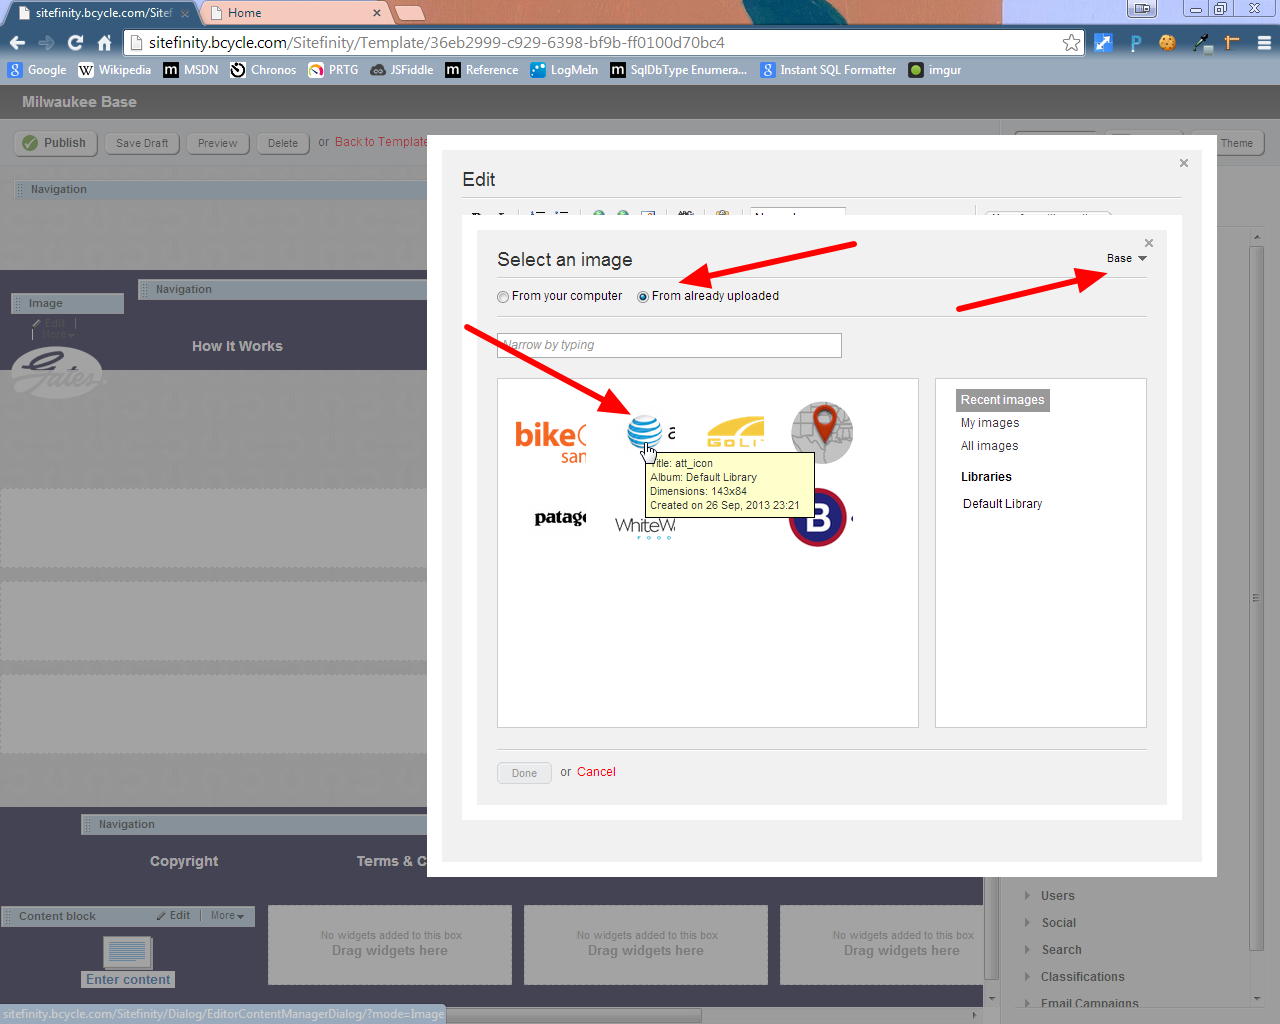 sitefinity.bcycle.com/Sitef
Home
sitefinity.bcycle.com/Sitefinity/Template/36eb2999-c929-6398-bf9b-ff0100d70bc4
Google Wikipedia MSDN Chronos PRTG JSFiddle Reference LogMeIn SqlDbType Enumera... Instant SQL Formatter imgur
Milwaukee Base
Publish Save Draft Preview Delete or Back to Template
Theme
Navigation
Edit
Select an image
Base
From your computer From already uploaded
Navigation
Image
Edit
More
How It Works
Narrow by typing
Gates
Recent images
My images
All images
Libraries
Default Library
bike
san
GoLi
Title: att_icon
Album: Default Library
Dimensions: 143x84
Created on 26 Sep, 2013 23:21
patago
WhiteW
FOOD
B
Done or Cancel
Navigation
Copyright
Terms & C
Content block Edit More
Enter content
No widgets added to this box
Drag widgets here
No widgets added to this box
Drag widgets here
No widgets added to this box
Drag widgets here
Users
Social
Search
Classifications
Email Campaigns
sitefinity.bcycle.com/Sitefinity/Dialog/EditorContentManagerDialog/?mode=Image